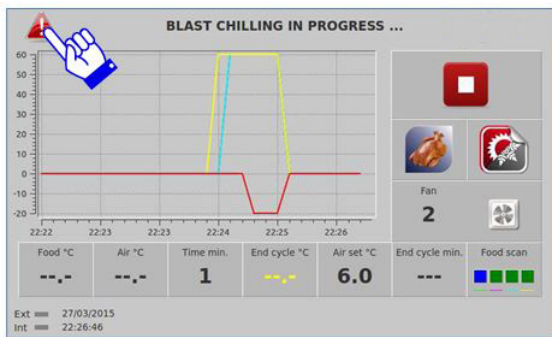 BLAST CHILLING IN PROGRESS ...
60
50
40
30
20
10
0
-10
-20
22:22 22:23 22:23 22:24 22:25 22:26
Fan
2
Food °C Air °C Time min. End cycle °C Air set °C End cycle min. Food scan
--.- --.- 1 --.- 6.0 ---
Ext 27/03/2015
Int 22:26:46